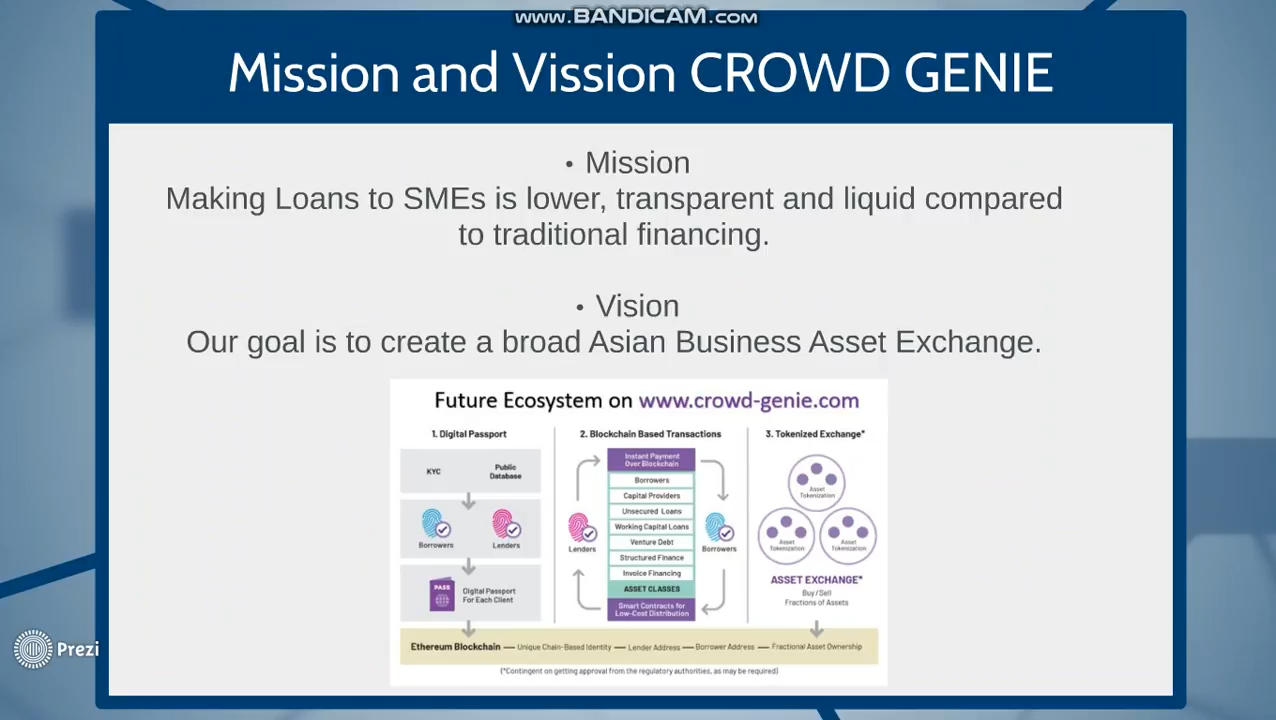 www.BANDICAM.com
Mission and Vission CROWD GENIE
• Mission
Making Loans to SMEs is lower, transparent and liquid compared
to traditional financing.
• Vision
Our goal is to create a broad Asian Business Asset Exchange.
Future Ecosystem on www.crowd-genie.com
1. Digital Passport
KYC
Public
Database
Borrowers
Lenders
PASS
Digital Passport
For Each Client
2. Blockchain Based Transactions
Instant Payment
Over Blockchain
Borrowers
Capital Providers
Unsecured Loans
Working Capital Loans
Venture Debt
Structured Finance
Invoice Financing
ASSET CLASSES
Smart Contracts for
Low-Cost Distribution
Lenders
Borrowers
3. Tokenized Exchange*
Asset
Tokenization
Asset
Tokenization
Asset
Tokenization
ASSET EXCHANGE*
Buy/Sell
Fractions of Assets
Ethereum Blockchain — Unique Chain-Based Identity — Lender Address — Borrower Address — Fractional Asset Ownership
(*Contingent on getting approval from the regulatory authorities, as may be required)
Prezi